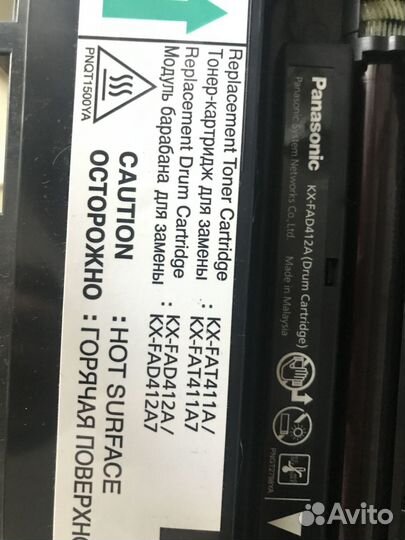 Replacement Toner Cartridge : KX-FAT411A/
Тонер-картридж для замены KX-FAT411A7
Replacement Drum Cartridge : KX-FAD412A/
Модуль барабана для замены KX-FAD412A7
PNQT1500YA
CAUTION : HOT SURFACE
ОСТОРОЖНО : ГОРЯЧАЯ ПОВЕРХН
Panasonic KX-FAD412A (Drum Cartridge)
Panasonic System Networks Co., Ltd. Made in Malaysia
Avito